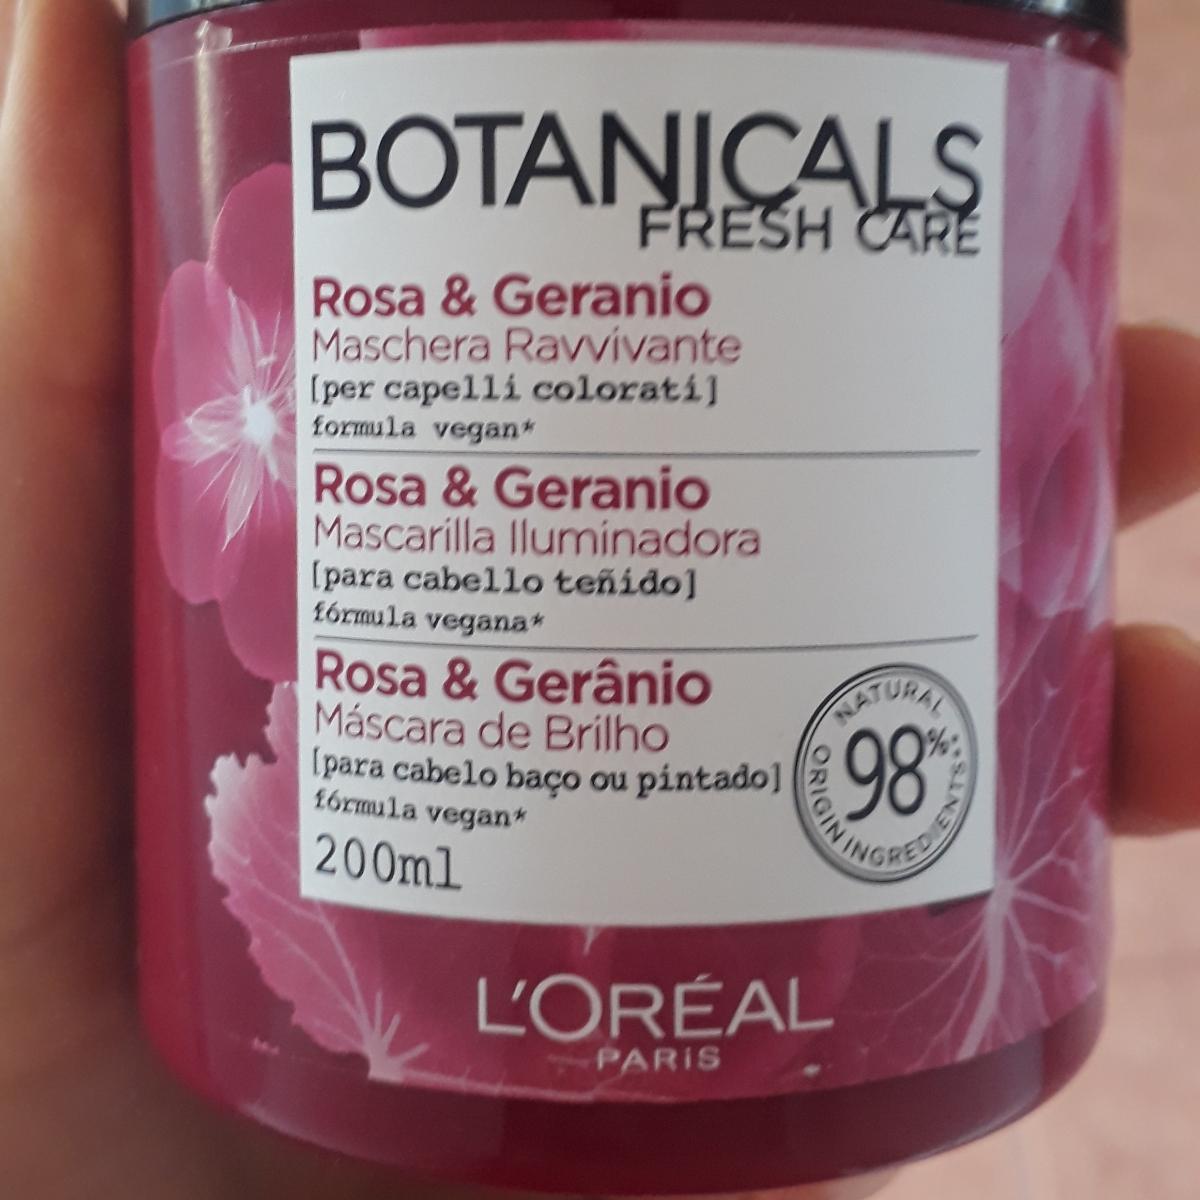 BOTANICALS
FRESH CARE
Rosa & Geranio
Maschera Ravvivante
[per capelli colorati]
formula vegan*
Rosa & Geranio
Mascarilla Iluminadora
[para cabello teñido]
fórmula vegana*
Rosa & Gerânio
Máscara de Brilho
[para cabelo baço ou pintado]
fórmula vegan*
200ml
NATURAL
98%**
ORIGIN INGREDIENTS
L'ORÉAL
PARiS